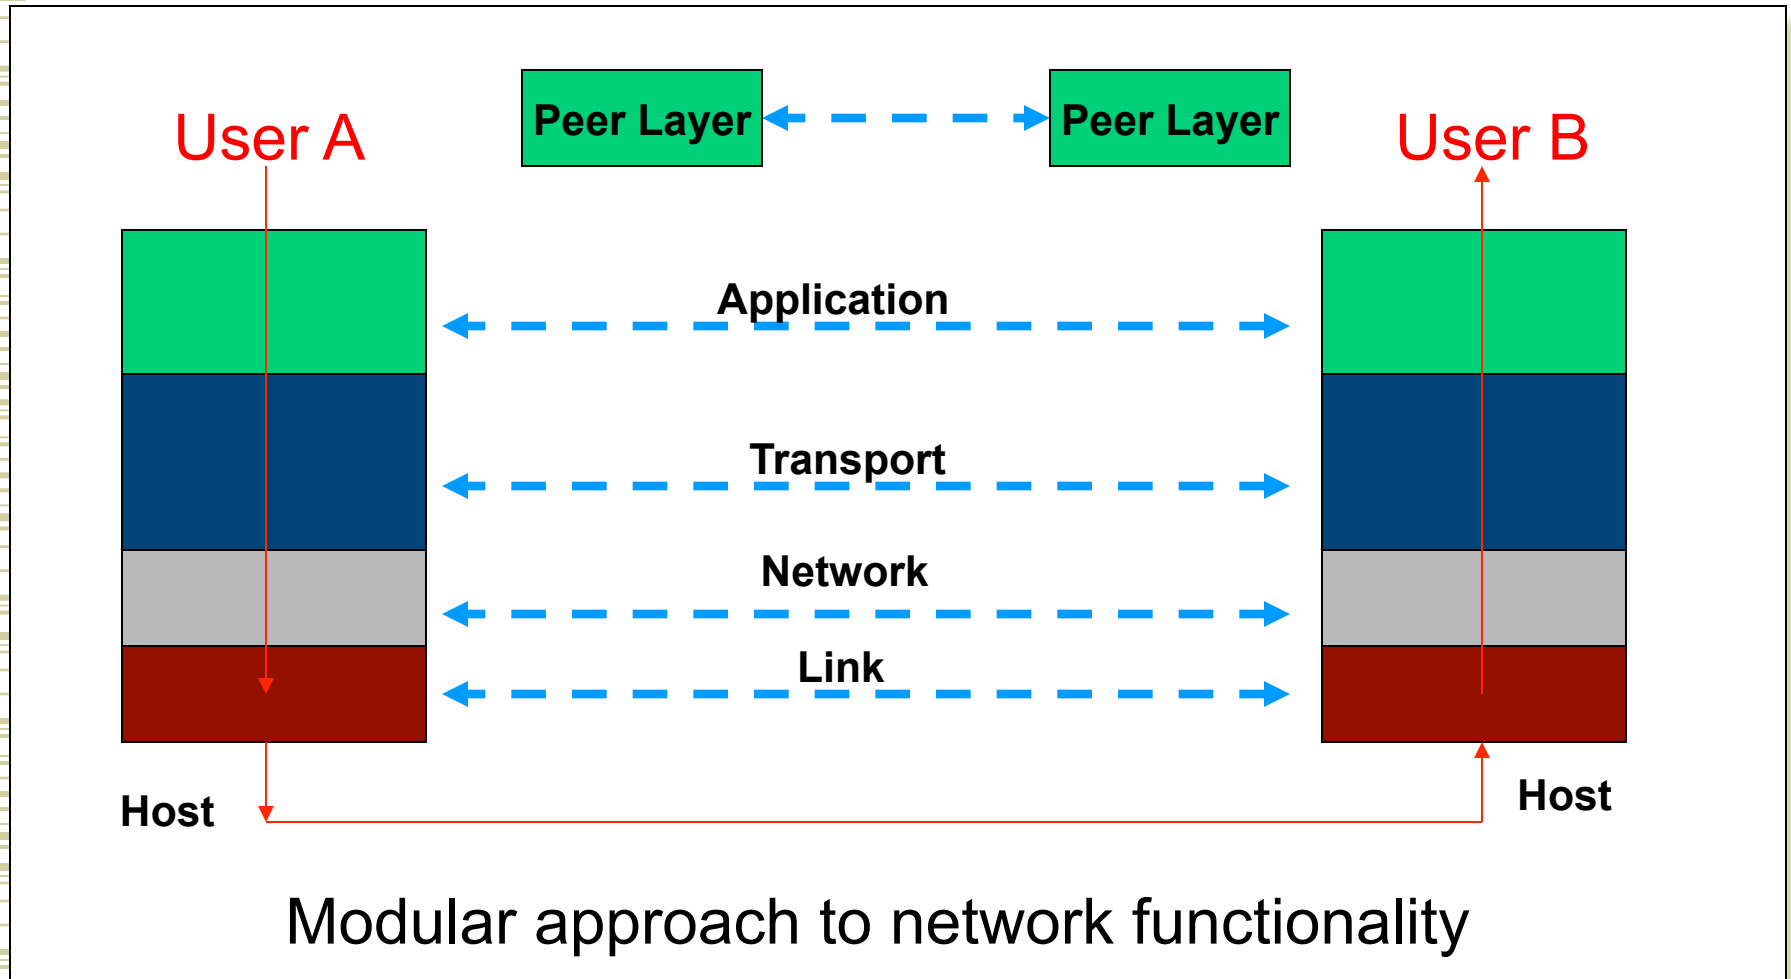 Peer Layer
Peer Layer
User A
User B
Application
Transport
Network
Link
Host
Host
Modular approach to network functionality